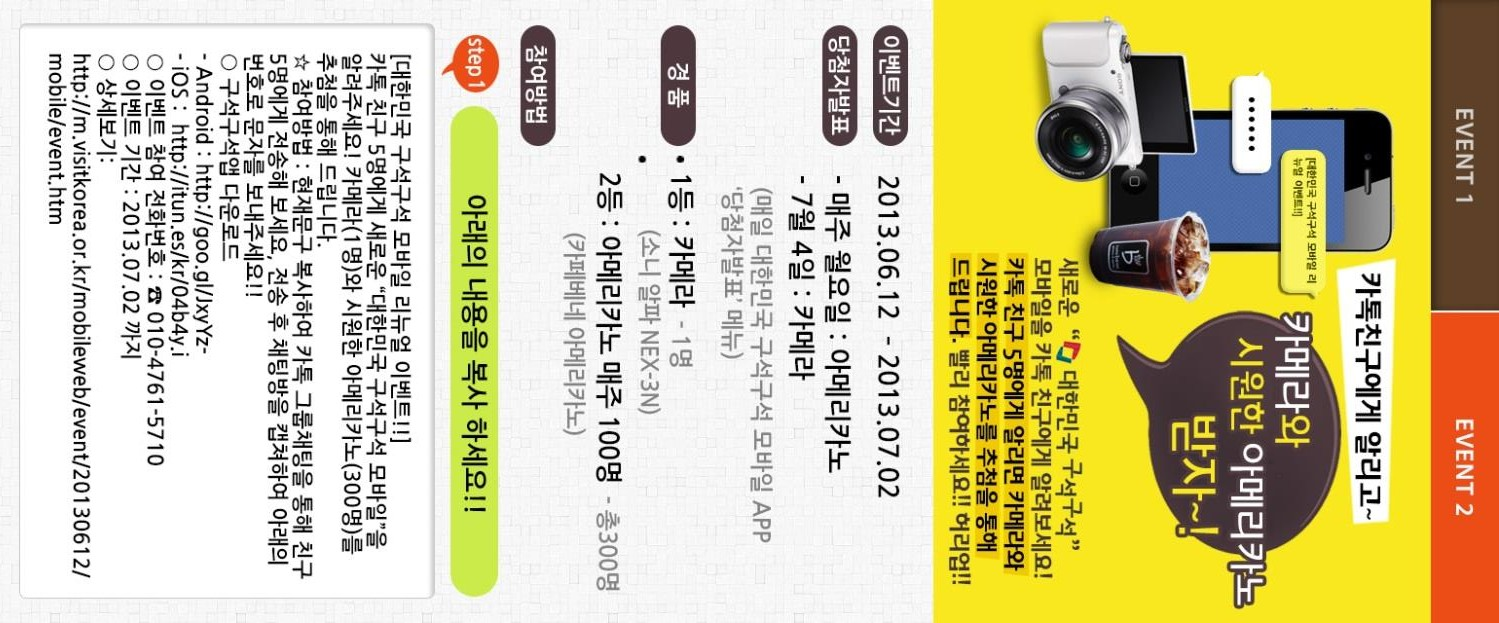 EVENT 1
EVENT 2
카톡친구에게 알리고~
카메라와
시원한 아메리카노
받자~!
······
[대한민국 구석구석 모바일 리
뉴얼 이벤트!!]
SONY
새로운 “대한민국 구석구석”
모바일을 카톡 친구에게 알려보세요!
카톡 친구 5명에게 알리면 카메라와
시원한 아메리카노를 추첨을 통해
드립니다. 빨리 참여하세요!! 허리업!!
이벤트기간
2013.06.12 - 2013.07.02
당첨자발표
- 매주 월요일 : 아메리카노
- 7월 4일 : 카메라
(매일 대한민국 구석구석 모바일 APP
‘당첨자발표’ 메뉴)
경품
• 1등 : 카메라 - 1명
(소니 알파 NEX-3N)
• 2등 : 아메리카노 매주 100명 - 총300명
(카페베네 아메리카노)
참여방법
step 1
아래의 내용을 복사 하세요!!
[대한민국 구석구석 모바일 리뉴얼 이벤트!!]
카톡 친구 5명에게 새로운 “대한민국 구석구석 모바일”을
알려주세요! 카메라(1명)와 시원한 아메리카노(300명)를
추첨을 통해 드립니다.
☆ 참여방법 : 현재문구 복사하여 카톡 그룹채팅을 통해 친구
5명에게 전송해 보세요, 전송 후 채팅방을 캡쳐하여 아래의
번호로 문자를 보내주세요!!
○ 구석구석앱 다운로드
- Android : http://goo.gl/JxyYz-
- iOS : http://itun.es/kr/04b4y.i
○ 이벤트 참여 전화번호 : ☎ 010-4761-5710
○ 이벤트 기간 : 2013.07.02 까지
○ 상세보기:
http://m.visitkorea.or.kr/mobileweb/event/20130612/
mobile/event.htm